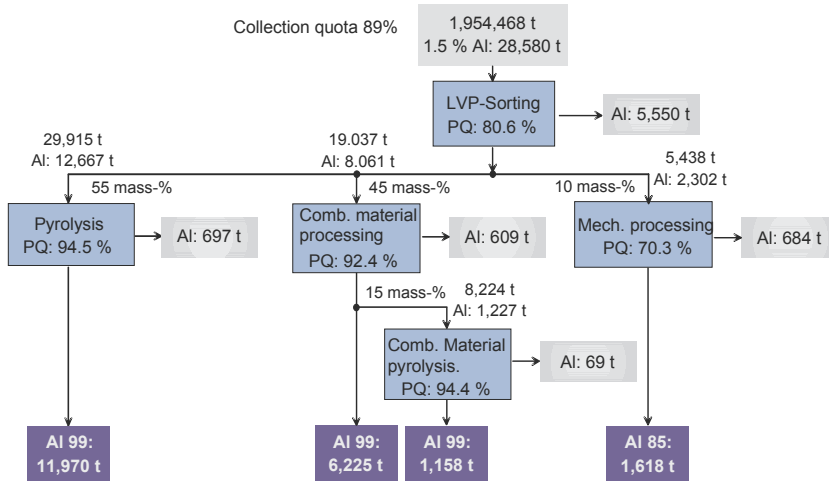 Collection quota 89%
1,954,468 t
1.5 % Al: 28,580 t
LVP-Sorting
PQ: 80.6 %
Al: 5,550 t
29,915 t
Al: 12,667 t
19.037 t
Al: 8.061 t
5,438 t
Al: 2,302 t
55 mass-%
45 mass-%
10 mass-%
Pyrolysis
PQ: 94.5 %
Al: 697 t
Comb. material
processing
PQ: 92.4 %
Al: 609 t
Mech. processing
PQ: 70.3 %
Al: 684 t
15 mass-%
8,224 t
Al: 1,227 t
Comb. Material
pyrolysis.
PQ: 94.4 %
Al: 69 t
Al 99:
11,970 t
Al 99:
6,225 t
Al 99:
1,158 t
Al 85:
1,618 t